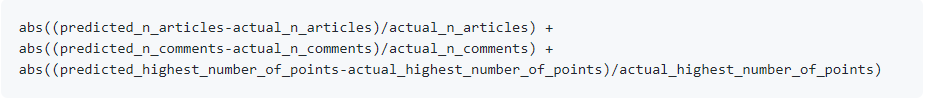 abs((predicted_n_articles-actual_n_articles)/actual_n_articles) +
abs((predicted_n_comments-actual_n_comments)/actual_n_comments) +
abs((predicted_highest_number_of_points-actual_highest_number_of_points)/actual_highest_number_of_points)